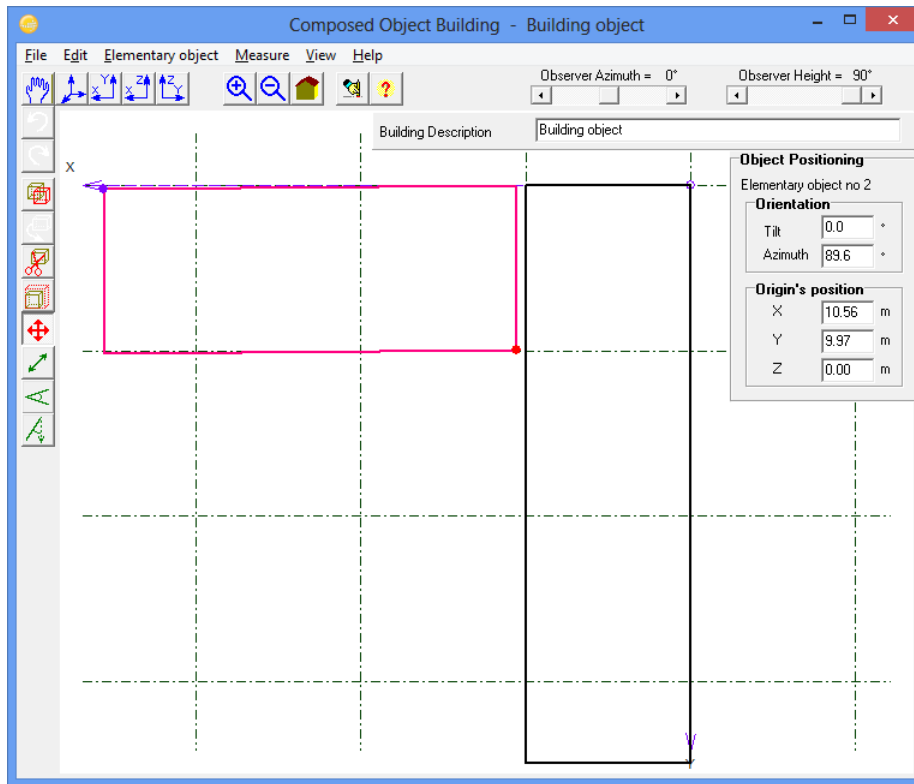 Composed Object Building - Building object
File Edit Elementary object Measure View Help
Observer Azimuth = 0° Observer Height = 90°
Building Description Building object
X
Object Positioning
Elementary object no 2
Orientation
Tilt 0.0 °
Azimuth 89.6 °
Origin's position
X 10.56 m
Y 9.97 m
Z 0.00 m
Y